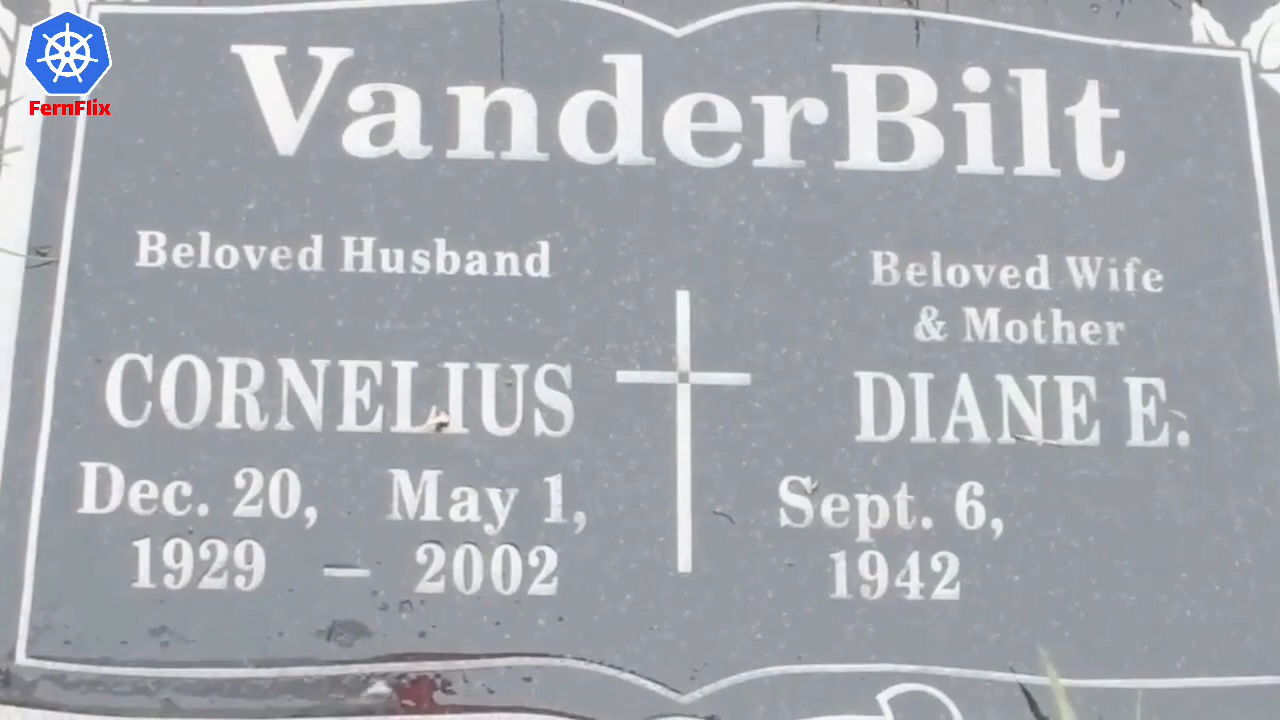 FernFlix
VanderBilt
Beloved Husband
CORNELIUS
Dec. 20, May 1,
1929 – 2002
Beloved Wife
& Mother
DIANE E.
Sept. 6,
1942